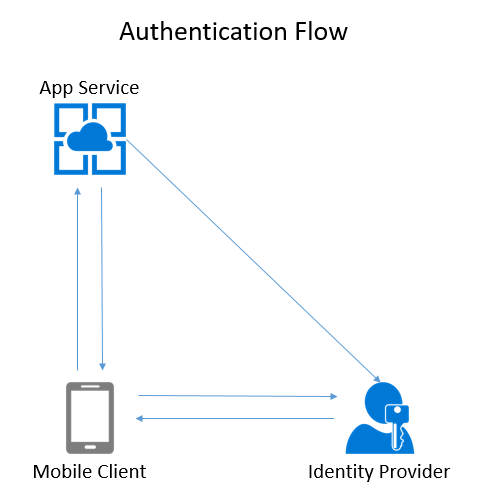 Authentication Flow
App Service
Mobile Client
Identity Provider